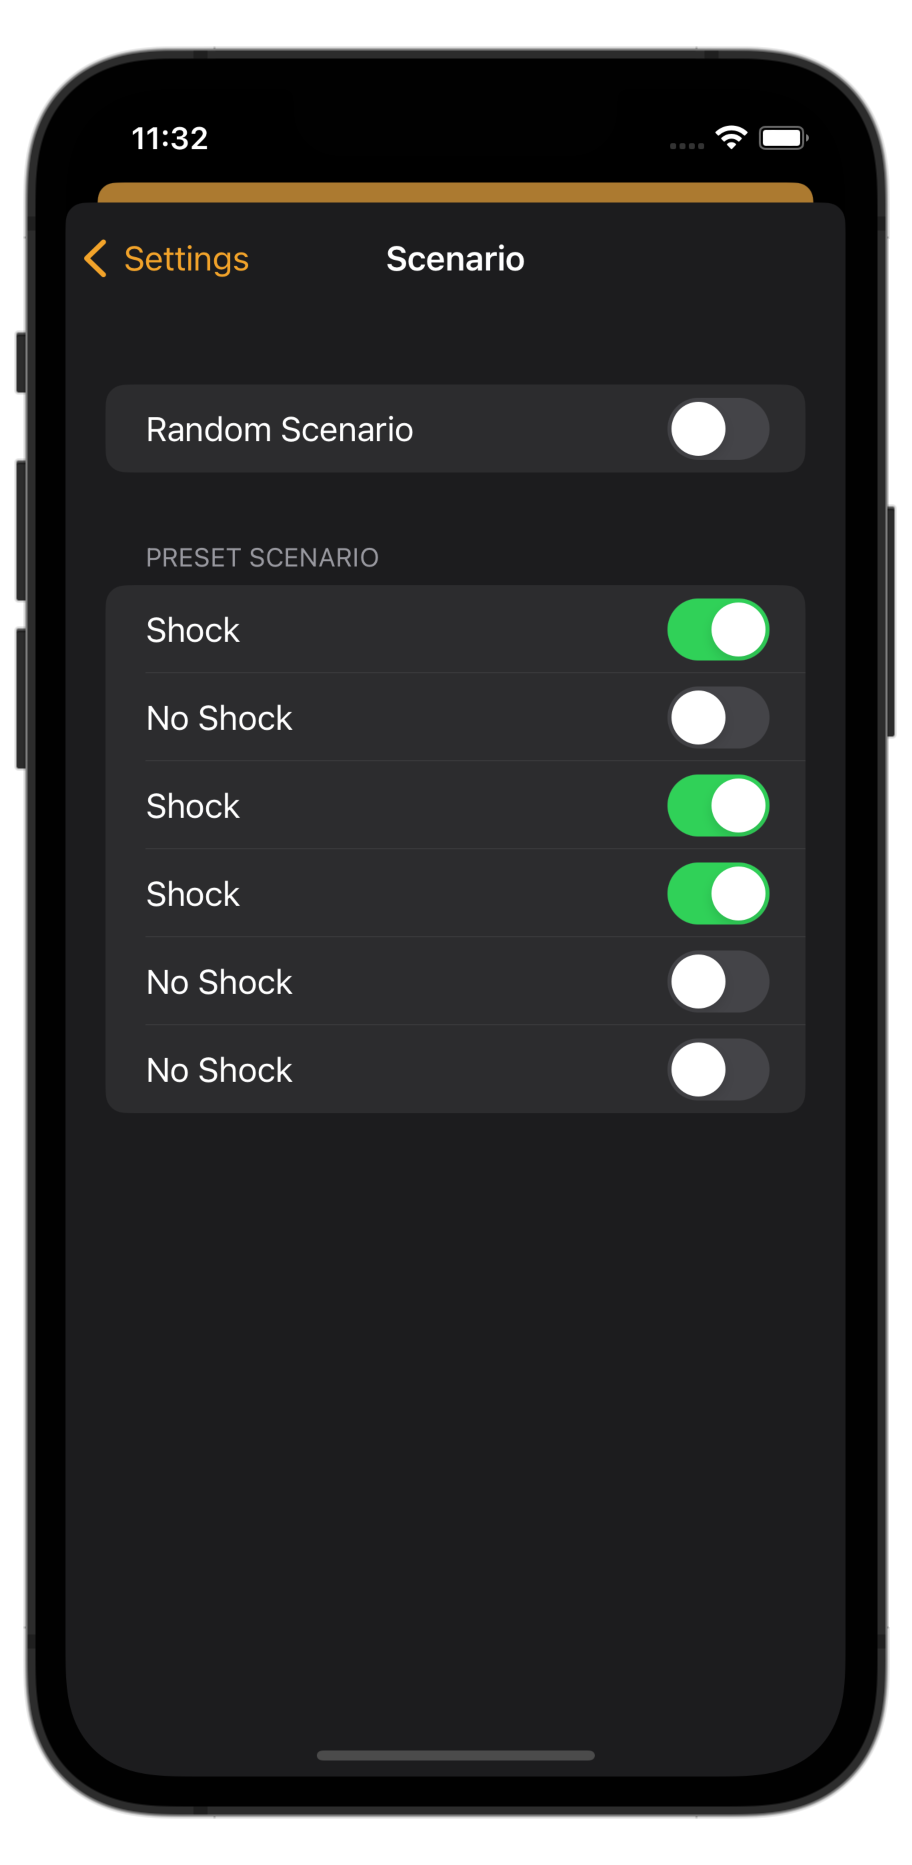 11:32
Settings
Scenario
Random Scenario
PRESET SCENARIO
Shock
No Shock
Shock
Shock
No Shock
No Shock